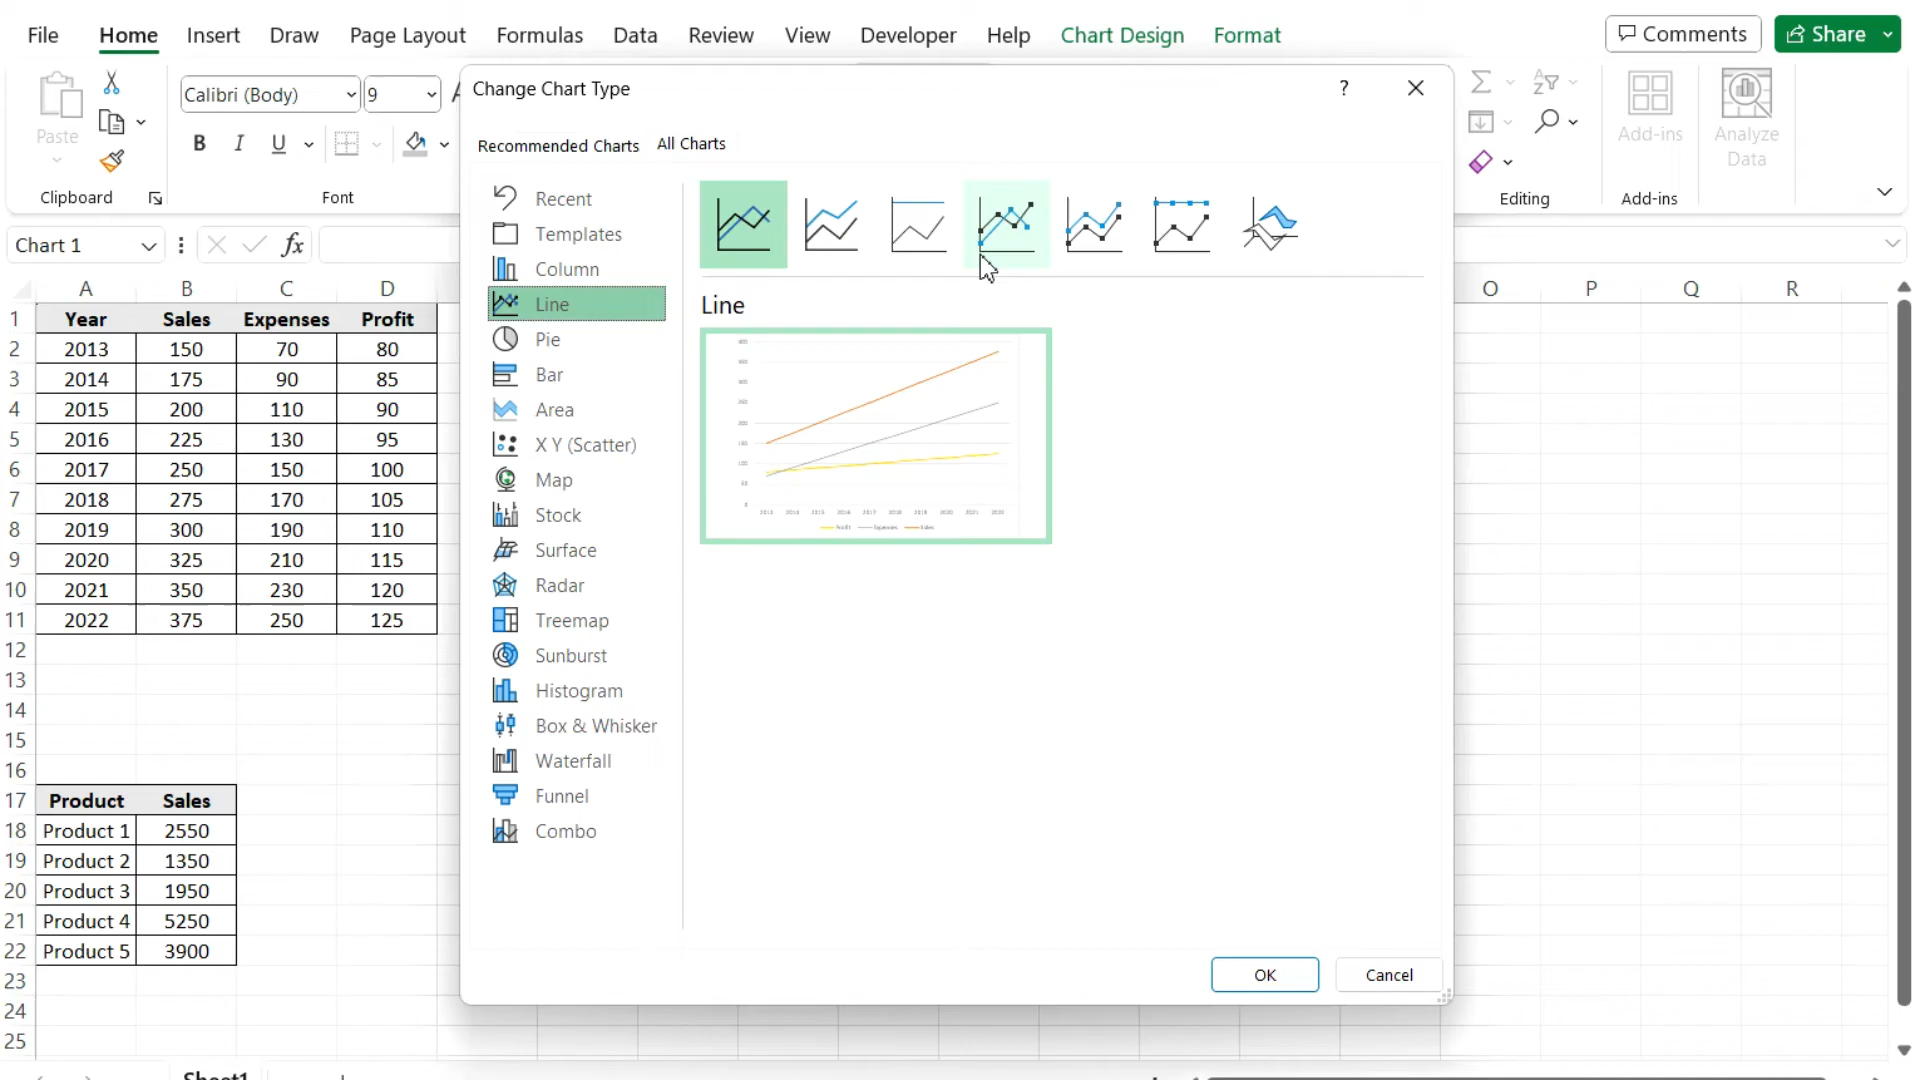 File Home Insert Draw Page Layout Formulas Data Review View Developer Help Chart Design Format Comments Share
Calibri (Body) 9 A
Paste
B I U
Clipboard Font
Σ
Add-ins
Analyze
Data
Editing Add-ins
Change Chart Type ?
Recommended Charts All Charts
Recent
Templates
Column
Line
Pie
Bar
Area
X Y (Scatter)
Map
Stock
Surface
Radar
Treemap
Sunburst
Histogram
Box & Whisker
Waterfall
Funnel
Combo
Line
OK Cancel
Chart 1 fx
A B C D O P Q R
1 Year Sales Expenses Profit
2 2013 150 70 80
3 2014 175 90 85
4 2015 200 110 90
5 2016 225 130 95
6 2017 250 150 100
7 2018 275 170 105
8 2019 300 190 110
9 2020 325 210 115
10 2021 350 230 120
11 2022 375 250 125
12
13
14
15
16
17 Product Sales
18 Product 1 2550
19 Product 2 1350
20 Product 3 1950
21 Product 4 5250
22 Product 5 3900
23
24
25
Sheet1